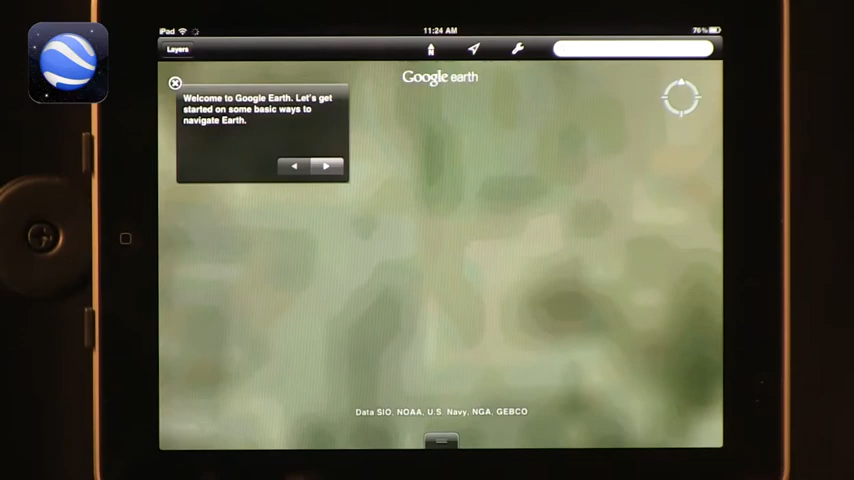 iPad
11:24 AM
76%
Layers
N
Google earth
Welcome to Google Earth. Let's get
started on some basic ways to
navigate Earth.
Data SIO, NOAA, U.S. Navy, NGA, GEBCO